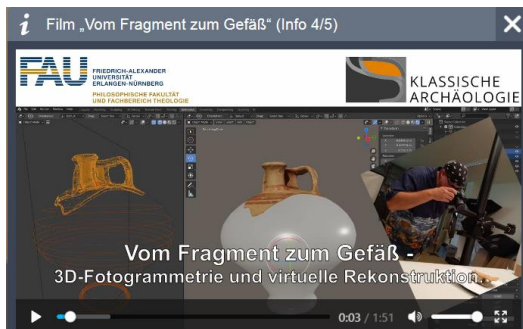 i Film „Vom Fragment zum Gefäß“ (Info 4/5) X
FAU
FRIEDRICH-ALEXANDER
UNIVERSITÄT
ERLANGEN-NÜRNBERG
PHILOSOPHISCHE FAKULTÄT
UND FACHBEREICH THEOLOGIE
KLASSISCHE
ARCHÄOLOGIE
Vom Fragment zum Gefäß -
3D-Fotogrammetrie und virtuelle Rekonstruktion
0:03 / 1:51